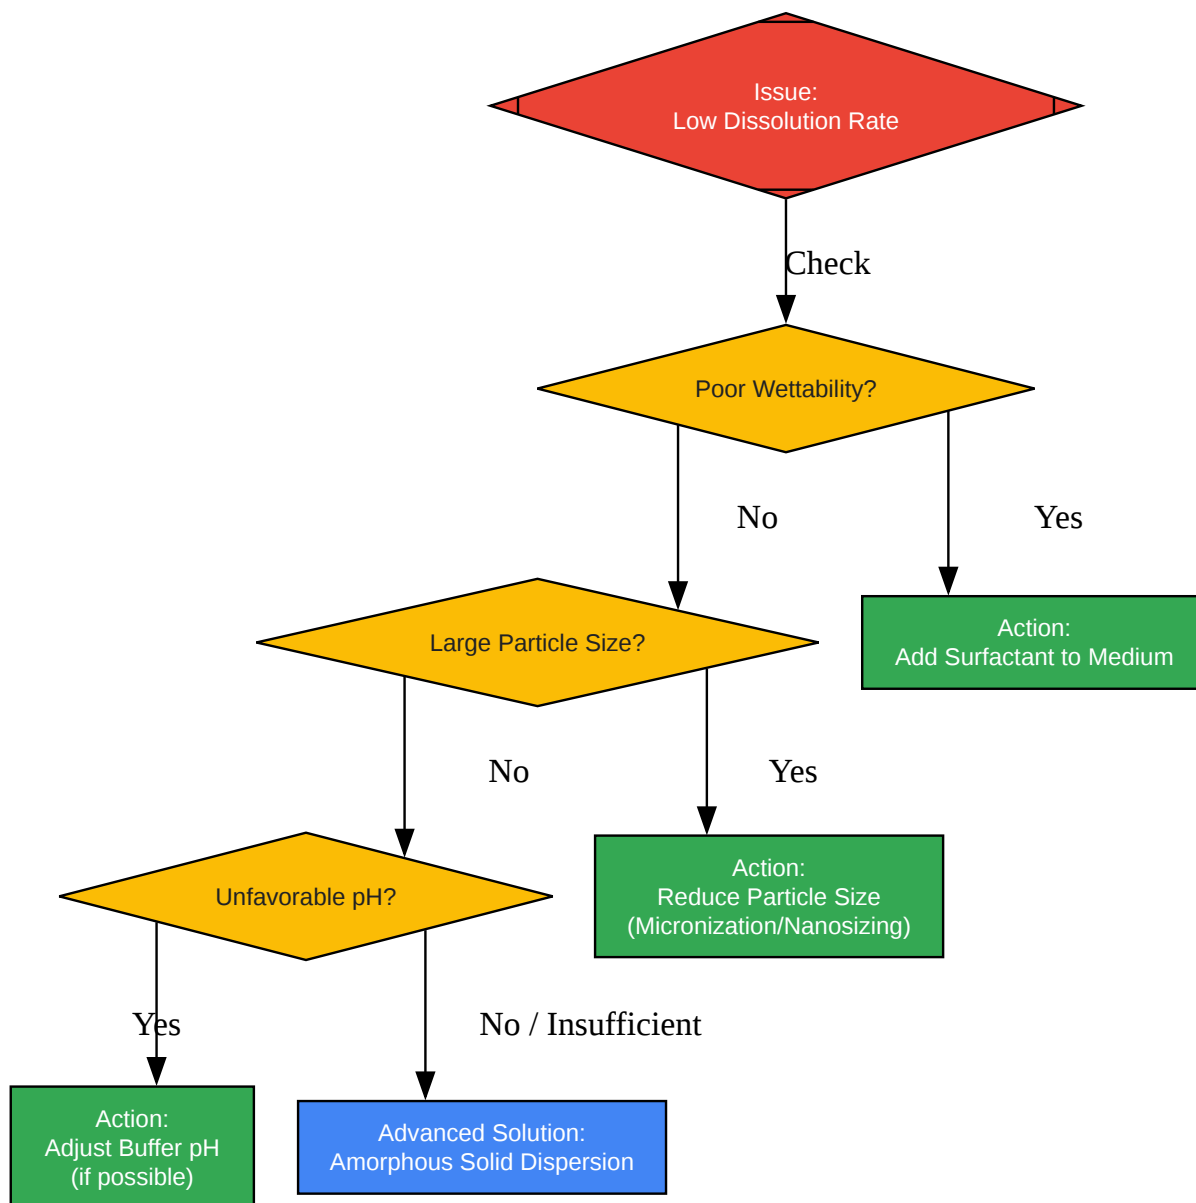 Issue:
Low Dissolution Rate
Check
Poor Wettability?
No
Yes
Action:
Add Surfactant to Medium
Large Particle Size?
No
Yes
Action:
Reduce Particle Size
(Micronization/Nanosizing)
Unfavorable pH?
Yes
No / Insufficient
Action:
Adjust Buffer pH
(if possible)
Advanced Solution:
Amorphous Solid Dispersion